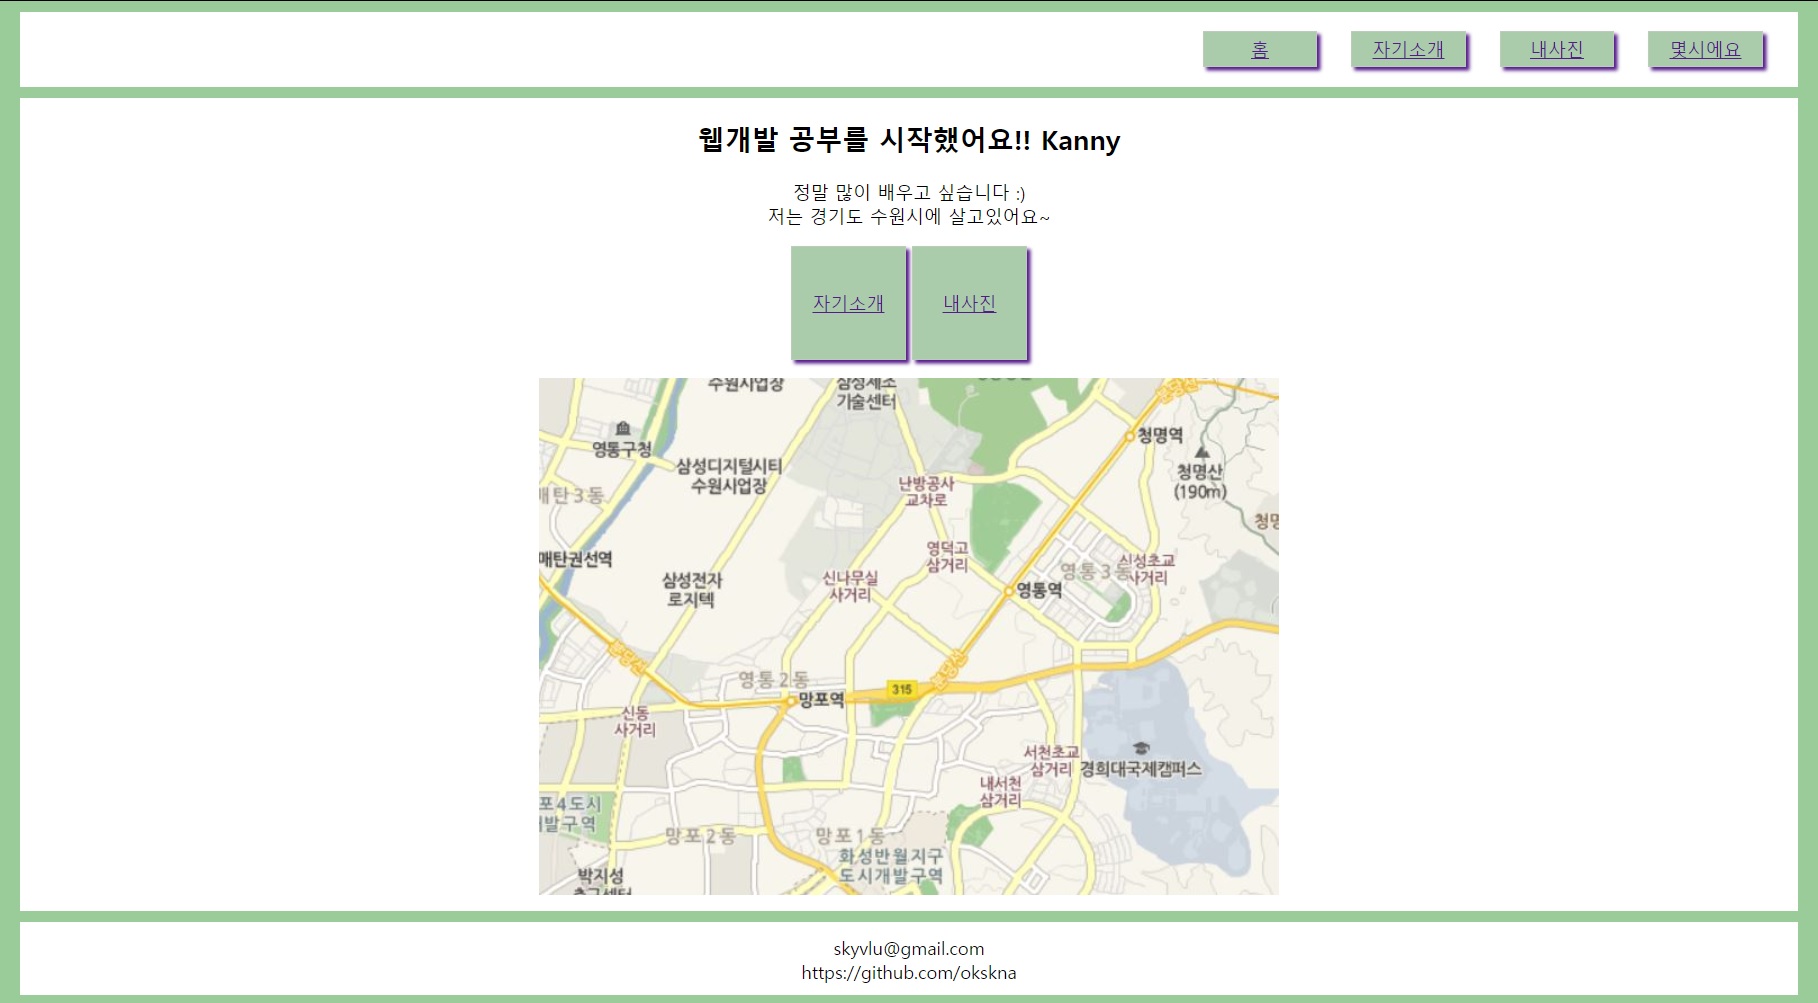 홈 자기소개 내사진 몇시에요
웹개발 공부를 시작했어요!! Kanny
정말 많이 배우고 싶습니다 :)
저는 경기도 수원시에 살고있어요~
자기소개 내사진
수원사업장
삼성제조
기술센터
영통구청
청명역
삼성디지털시티
수원사업장
청명산
(190m)
매탄3동
난방공사
교차로
매탄권선역
영덕고
삼거리
신성초교
사거리
삼성전자
로지텍
신나무실
사거리
영통3동
영통역
분당선
분당선
영통2동
315
망포역
신동
사거리
서천초교
삼거리
경희대국제캠퍼스
내서천
삼거리
포4도시
발구역
망포2동
망포1동
화성반월지구
도시개발구역
박지성
skyvlu@gmail.com
https://github.com/okskna